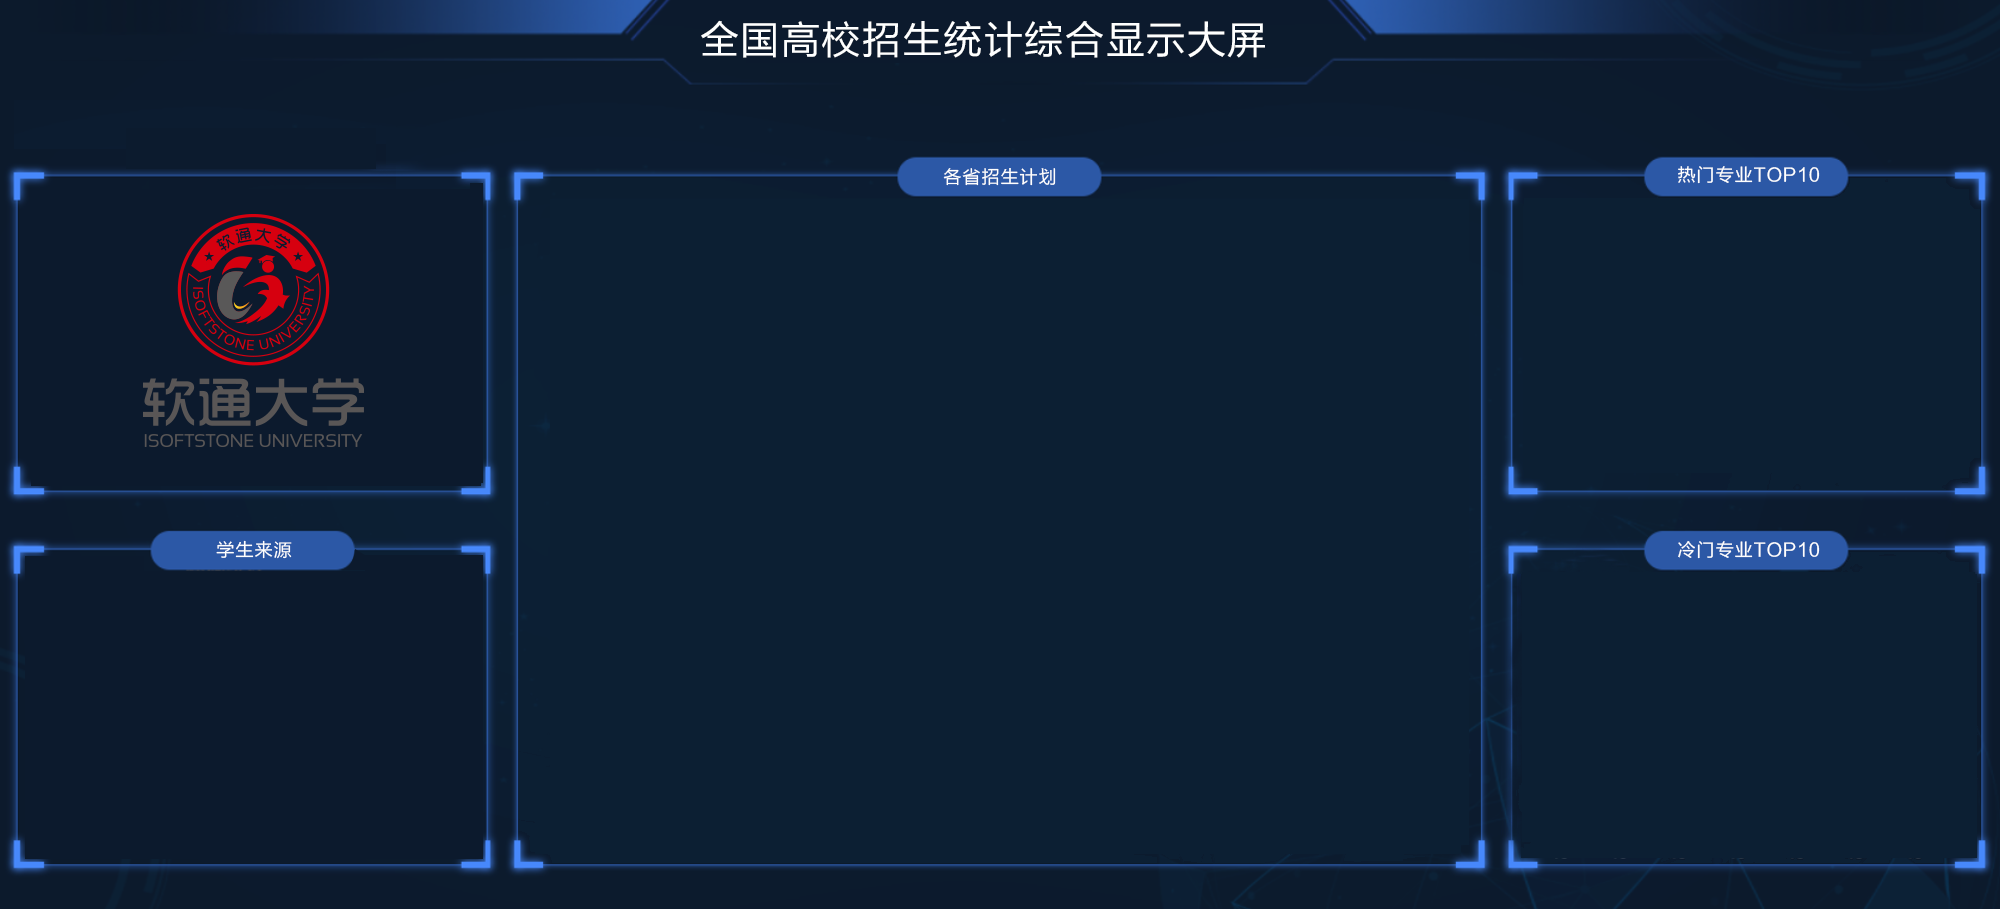 全国高校招生统计综合显示大屏
软通大学
ISOFTSTONE UNIVERSITY
软通大学
ISOFTSTONE UNIVERSITY
各省招生计划
热门专业TOP10
学生来源
冷门专业TOP10